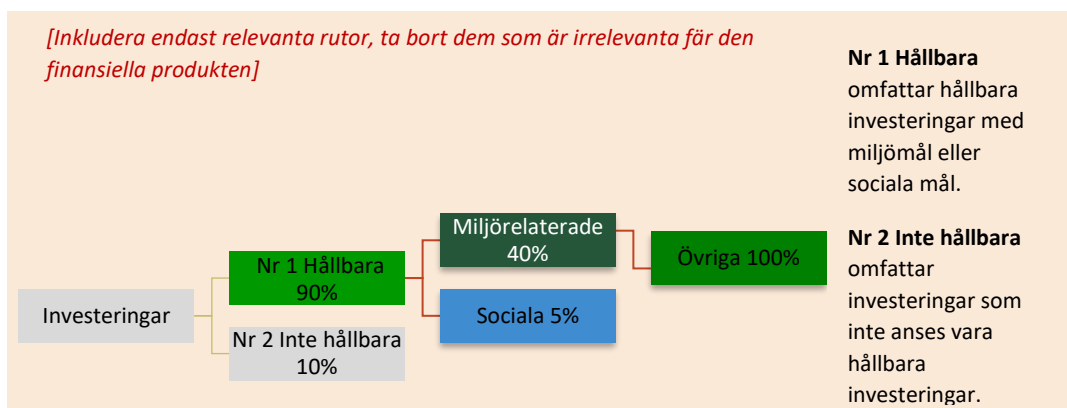 [Inkludera endast relevanta rutor, ta bort dem som är irrelevanta fär den
finansiella produkten]
Nr 1 Hållbara
omfattar hållbara
investeringar med
miljömål eller
sociala mål.
Nr 2 Inte hållbara
omfattar
investeringar som
inte anses vara
hållbara
investeringar.
Investeringar
Nr 1 Hållbara
90%
Nr 2 Inte hållbara
10%
Miljörelaterade
40%
Sociala 5%
Övriga 100%